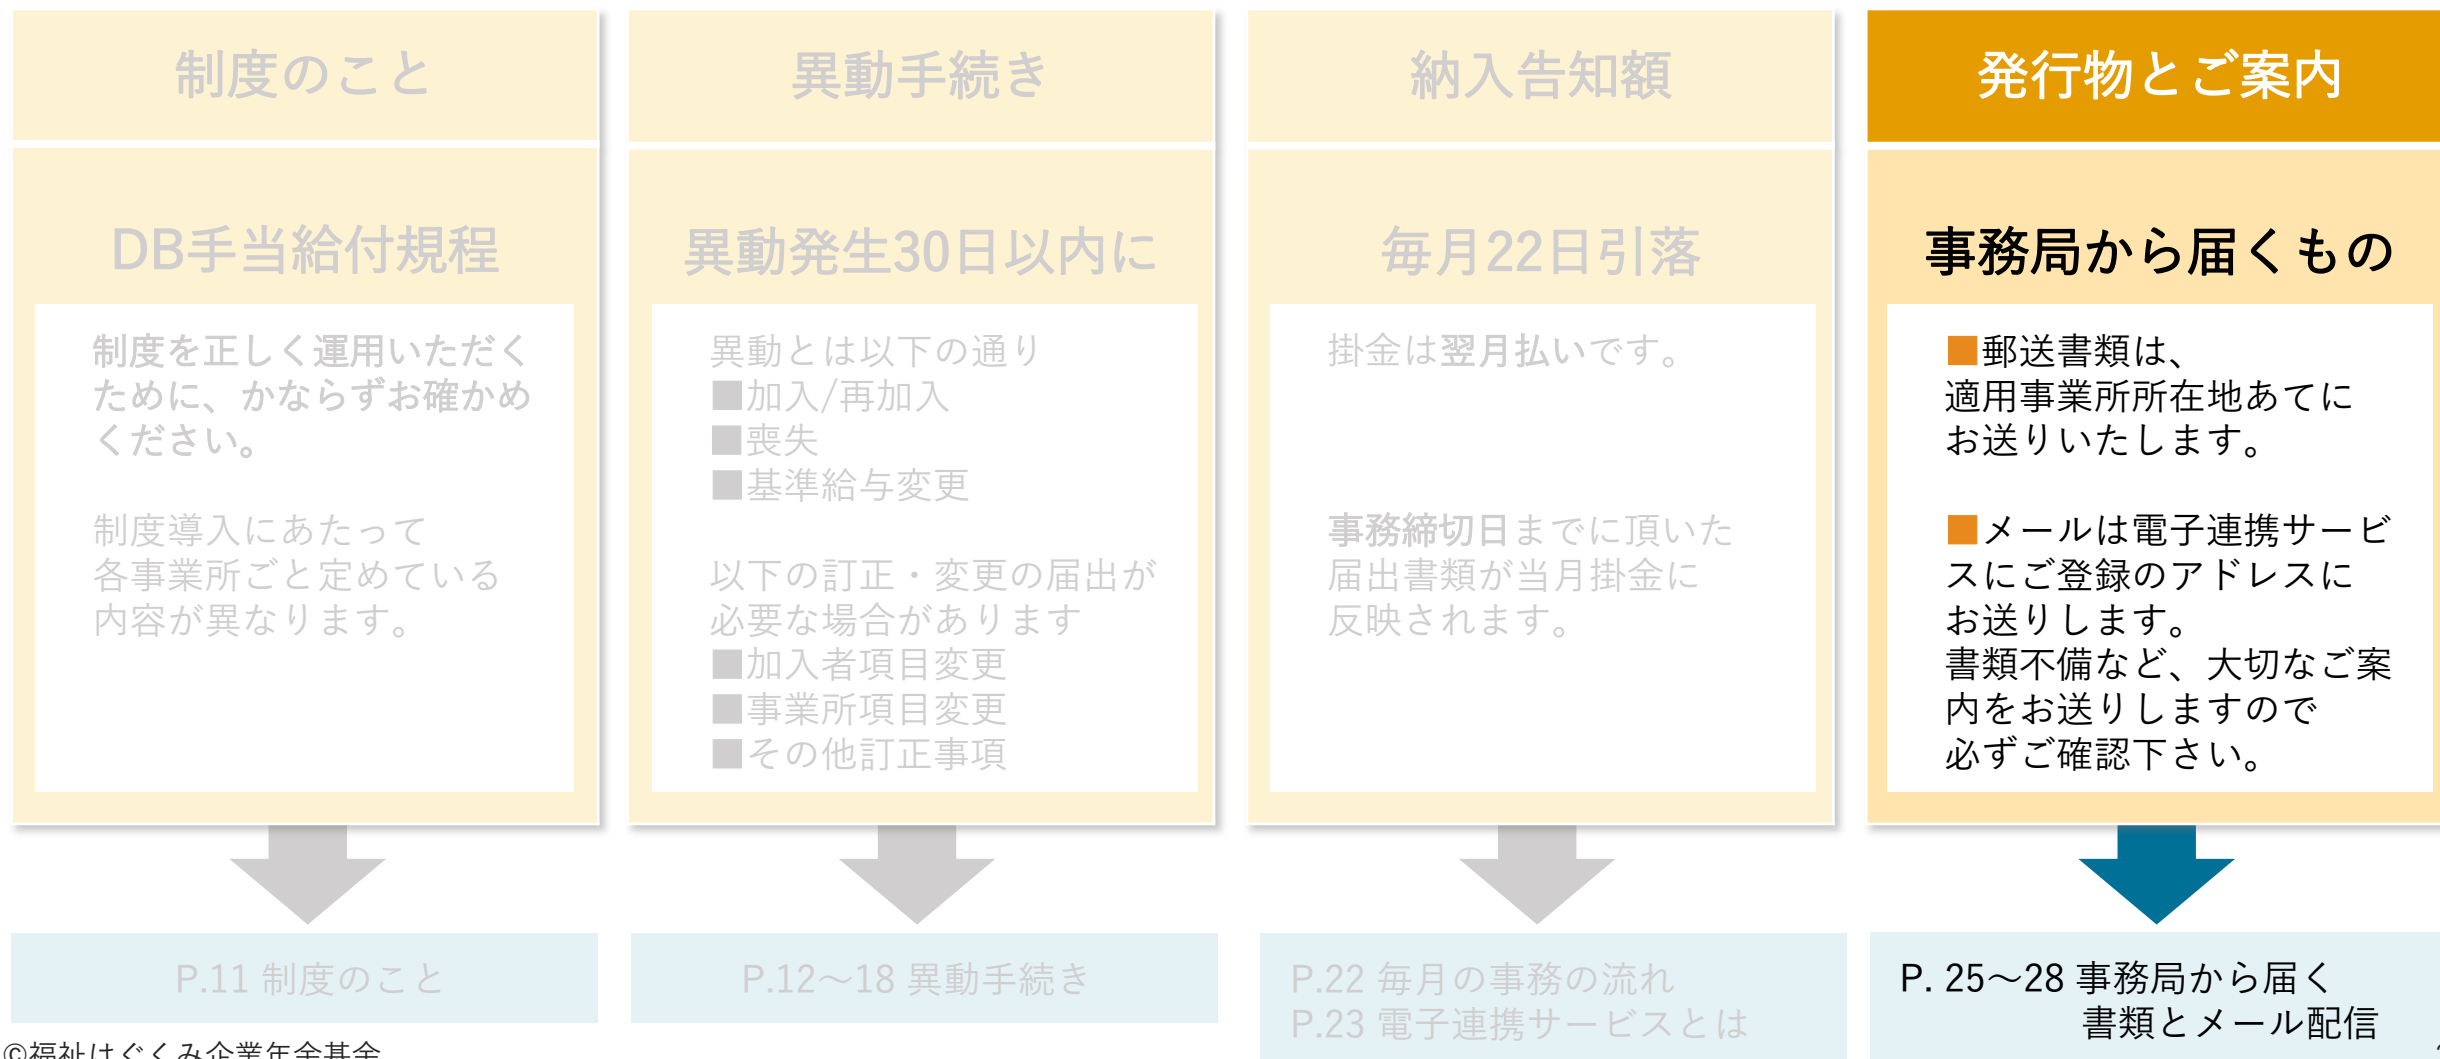 制度のこと
DB手当給付規程
制度を正しく運用いただく
ために、かならずお確かめ
ください。
制度導入にあたって
各事業所ごと定めている
内容が異なります。
P.11 制度のこと
異動手続き
異動発生30日以内に
異動とは以下の通り
■加入/再加入
■喪失
■基準給与変更
以下の訂正・変更の届出が
必要な場合があります
■加入者項目変更
■事業所項目変更
■その他訂正事項
P.12～18 異動手続き
納入告知額
毎月22日引落
掛金は翌月払いです。
事務締切日までに頂いた
届出書類が当月掛金に
反映されます。
P.22 毎月の事務の流れ
P.23 電子連携サービスとは
発行物とご案内
事務局から届くもの
■郵送書類は、
適用事業所所在地あてに
お送りいたします。
■メールは電子連携サービ
スにご登録のアドレスに
お送りします。
書類不備など、大切なご案
内をお送りしますので
必ずご確認下さい。
P. 25～28 事務局から届く
書類とメール配信
©福祉はぐくみ企業年金基金